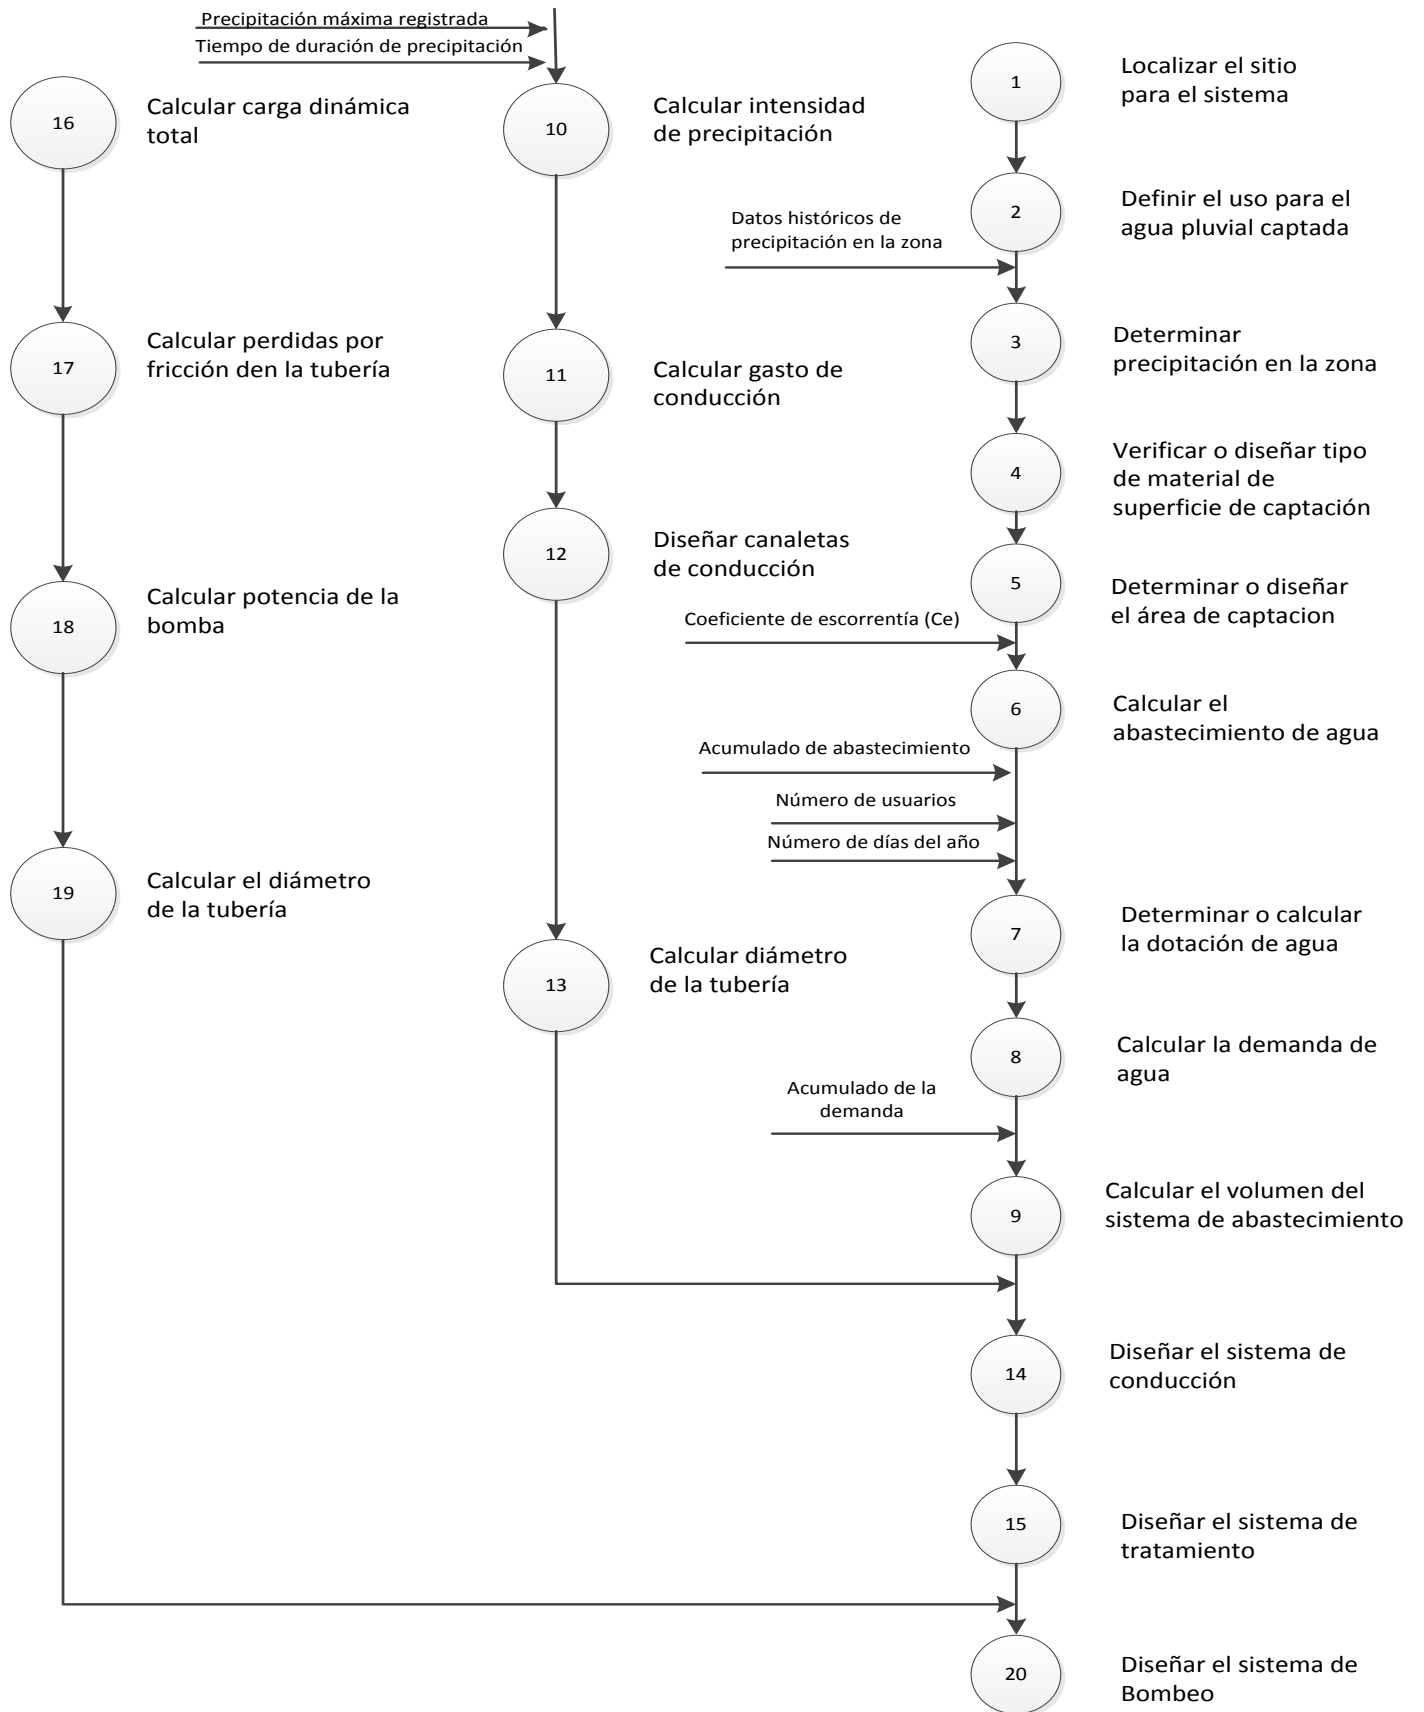 Precipitación máxima registrada
Tiempo de duración de precipitación
16
Calcular carga dinámica
total
17
Calcular perdidas por
fricción den la tubería
18
Calcular potencia de la
bomba
19
Calcular el diámetro
de la tubería
10
Calcular intensidad
de precipitación
11
Calcular gasto de
conducción
12
Diseñar canaletas
de conducción
13
Calcular diámetro
de la tubería
1
Localizar el sitio
para el sistema
2
Definir el uso para el
agua pluvial captada
Datos históricos de
precipitación en la zona
3
Determinar
precipitación en la zona
4
Verificar o diseñar tipo
de material de
superficie de captación
5
Determinar o diseñar
el área de captacion
Coeficiente de escorrentía (Ce)
6
Calcular el
abastecimiento de agua
Acumulado de abastecimiento
Número de usuarios
Número de días del año
7
Determinar o calcular
la dotación de agua
8
Calcular la demanda de
agua
Acumulado de la
demanda
9
Calcular el volumen del
sistema de abastecimiento
14
Diseñar el sistema de
conducción
15
Diseñar el sistema de
tratamiento
20
Diseñar el sistema de
Bombeo